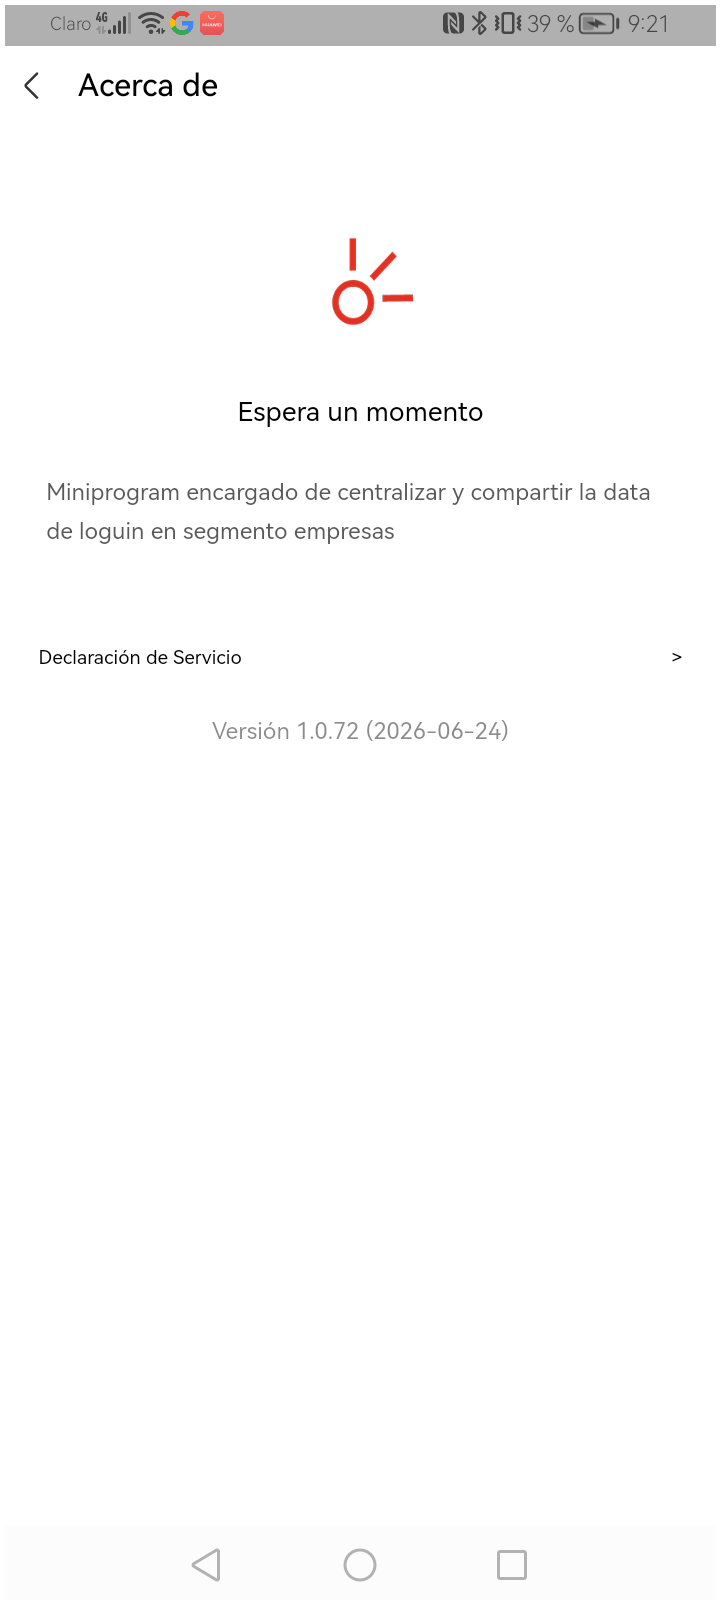 Claro 4G 39 % 9:21
Acerca de
Espera un momento
Miniprogram encargado de centralizar y compartir la data
de loguin en segmento empresas
Declaración de Servicio >
Versión 1.0.72 (2026-06-24)